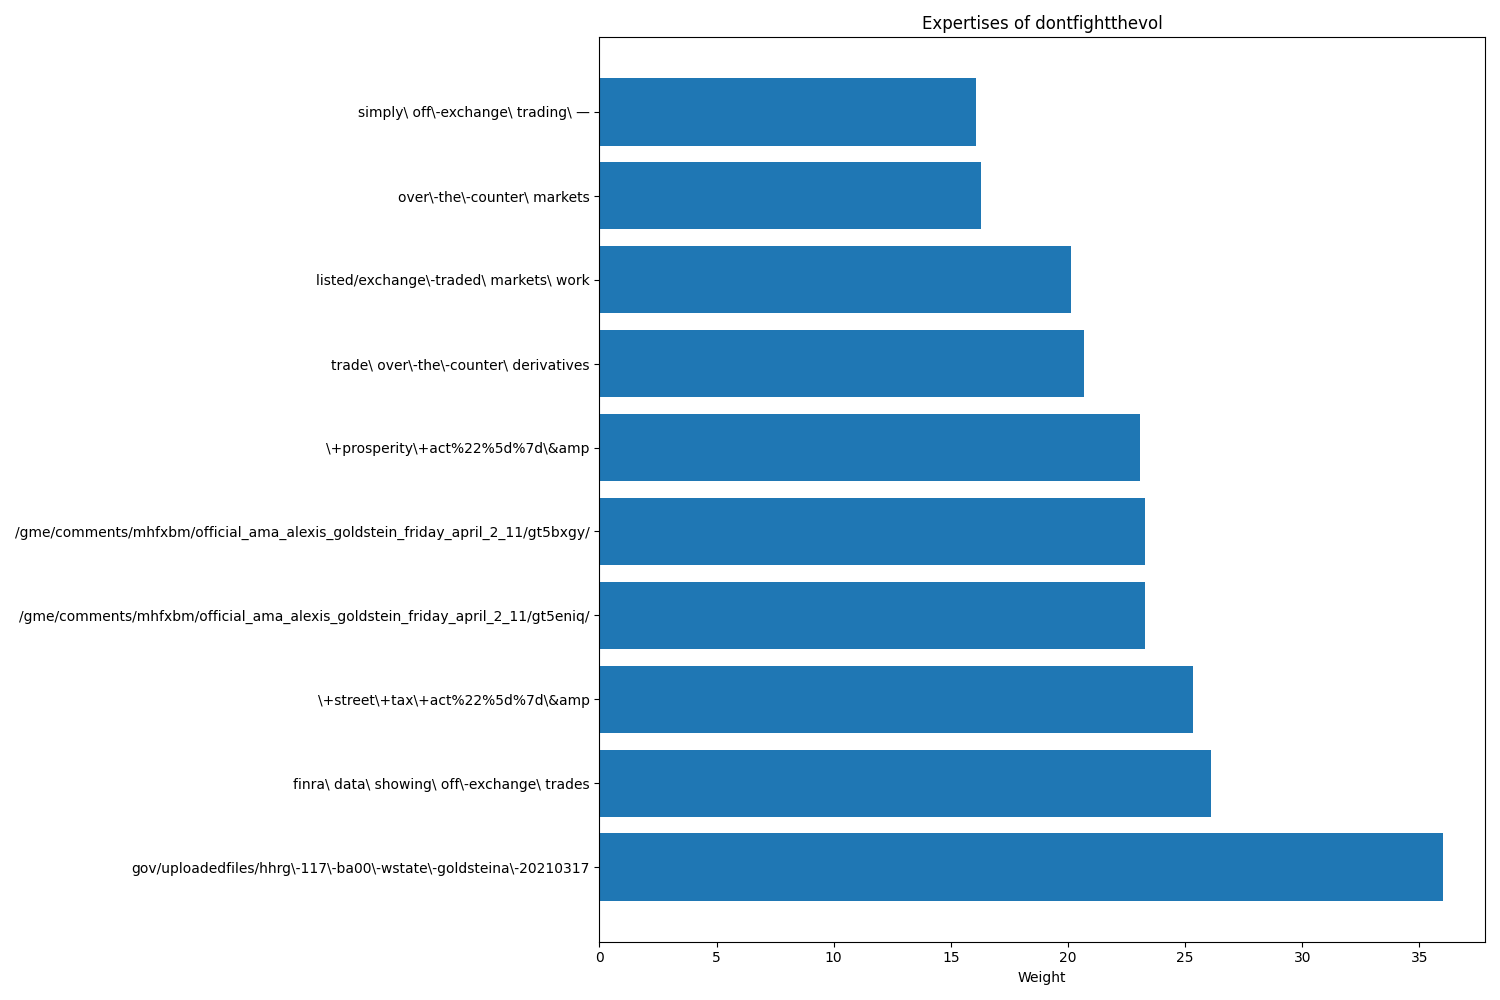 Expertises of dontfightthevol
simply\ off\-exchange\ trading\ —
over\-the\-counter\ markets
listed/exchange\-traded\ markets\ work
trade\ over\-the\-counter\ derivatives
\+prosperity\+act%22%5d%7d\&amp
/gme/comments/mhfxbm/official_ama_alexis_goldstein_friday_april_2_11/gt5bxgy/
/gme/comments/mhfxbm/official_ama_alexis_goldstein_friday_april_2_11/gt5eniq/
\+street\+tax\+act%22%5d%7d\&amp
finra\ data\ showing\ off\-exchange\ trades
gov/uploadedfiles/hhrg\-117\-ba00\-wstate\-goldsteina\-20210317
0 5 10 15 20 25 30 35
Weight